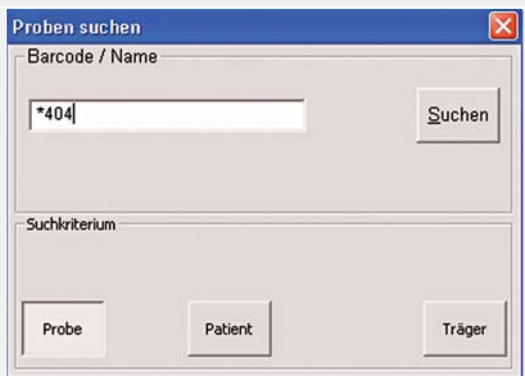 Proben suchen
Barcode / Name
*404
Suchen
Suchkriterium
Probe Patient Träger